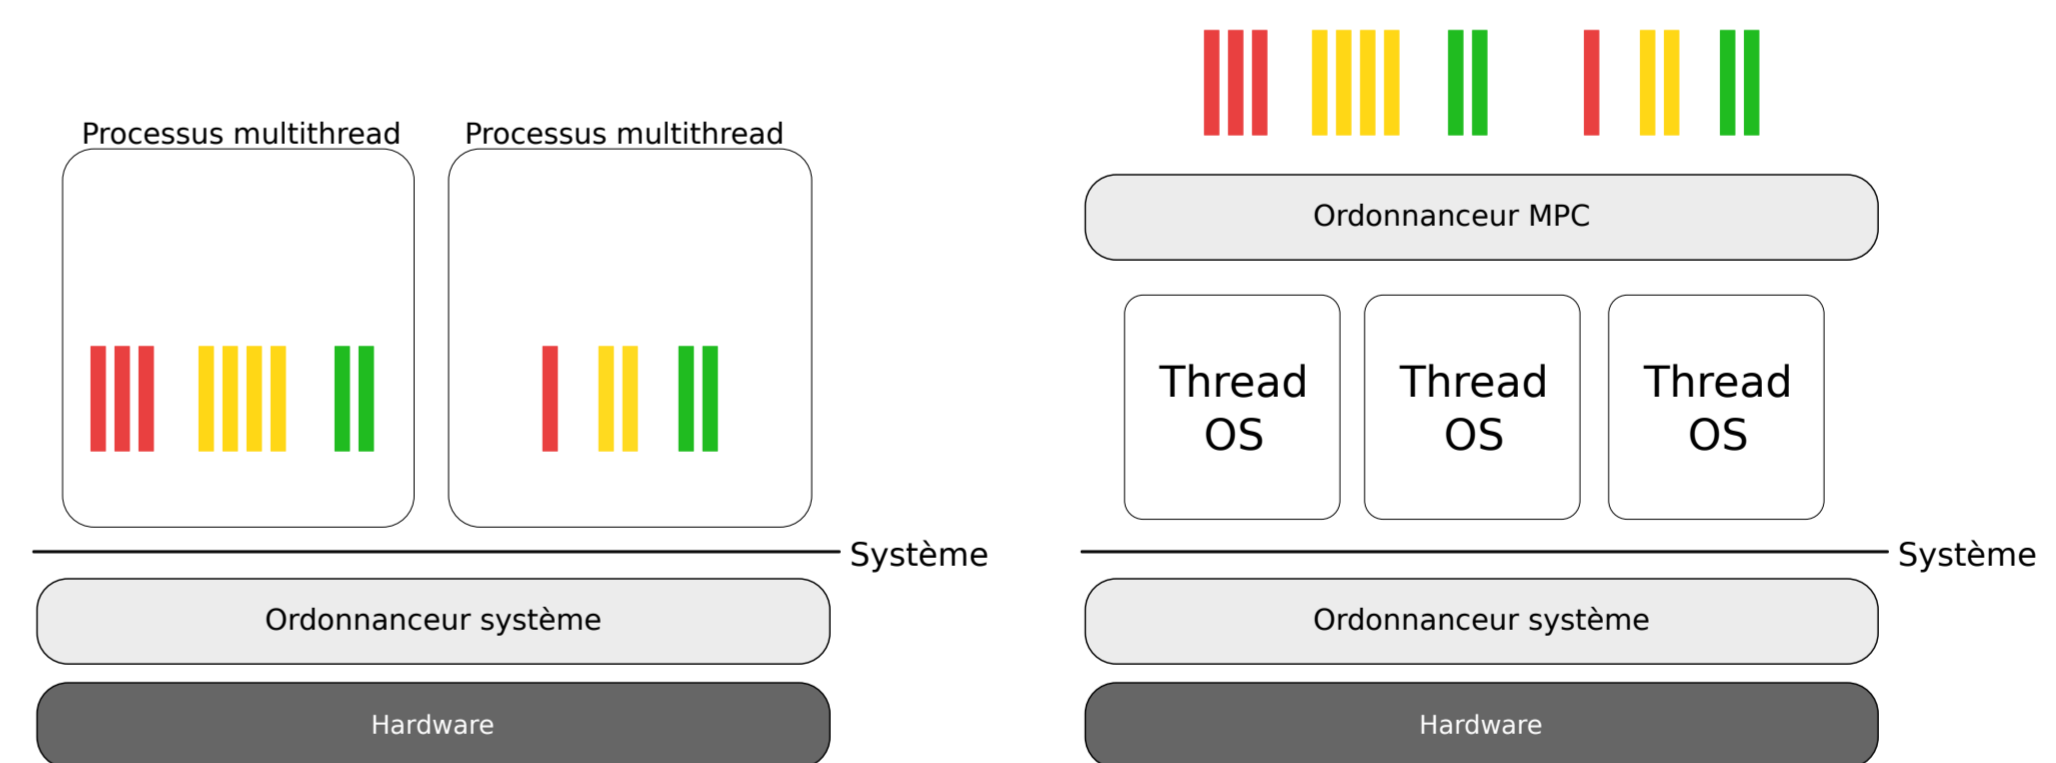 Processus multithread
Processus multithread
Système
Ordonnanceur système
Hardware
Ordonnanceur MPC
Thread
OS
Thread
OS
Thread
OS
Système
Ordonnanceur système
Hardware